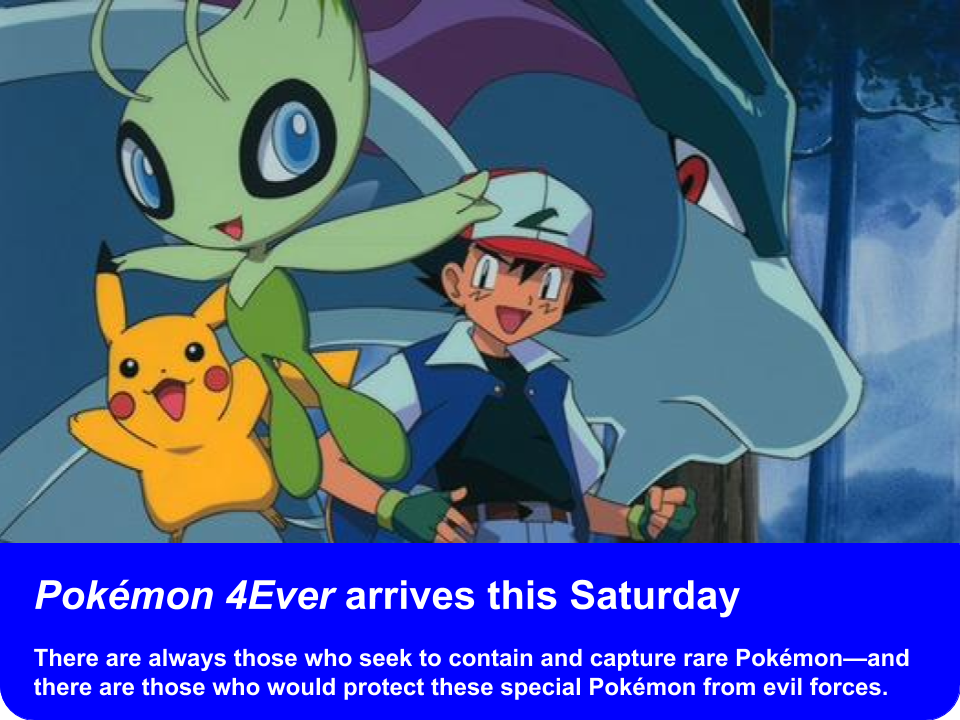 Pokémon 4Ever arrives this Saturday
There are always those who seek to contain and capture rare Pokémon—and
there are those who would protect these special Pokémon from evil forces.